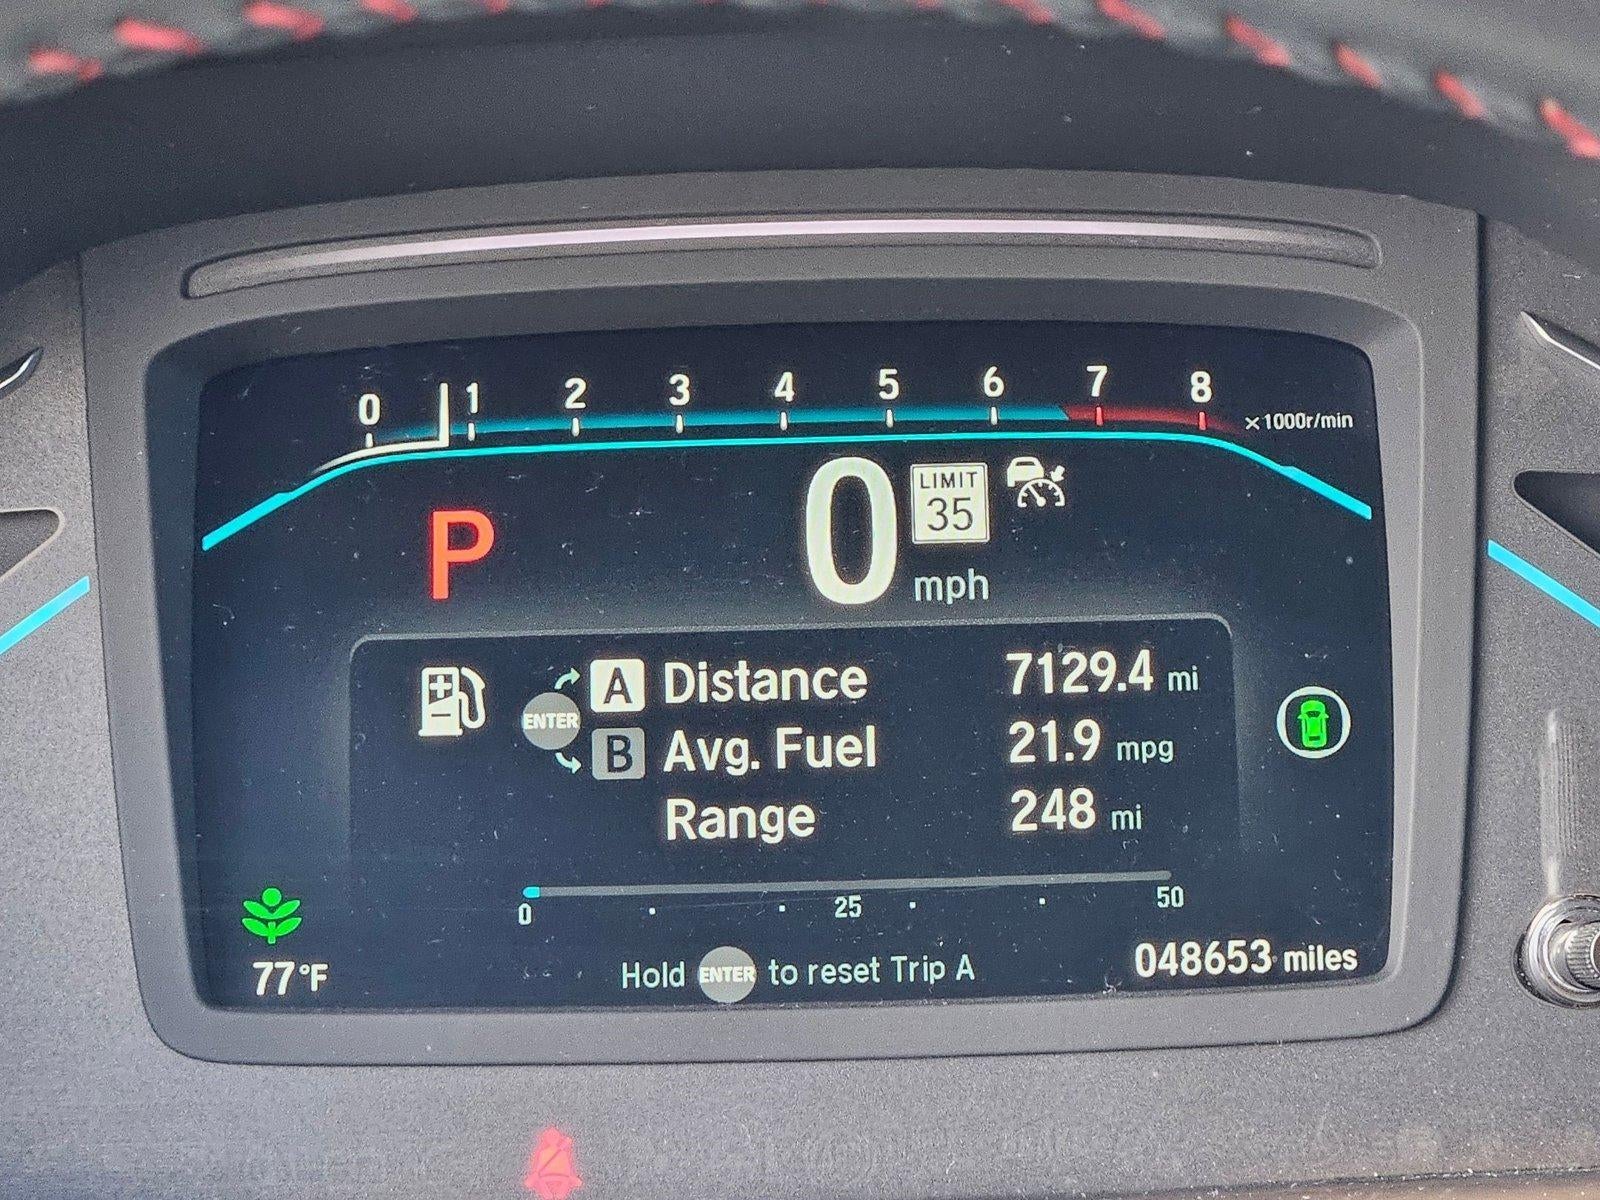 0 1 2 3 4 5 6 7 8 ×1000r/min
P
0 mph
LIMIT
35
A Distance 7129.4 mi
ENTER
B Avg. Fuel 21.9 mpg
Range 248 mi
0 25 50
77°F
Hold ENTER to reset Trip A
048653 miles